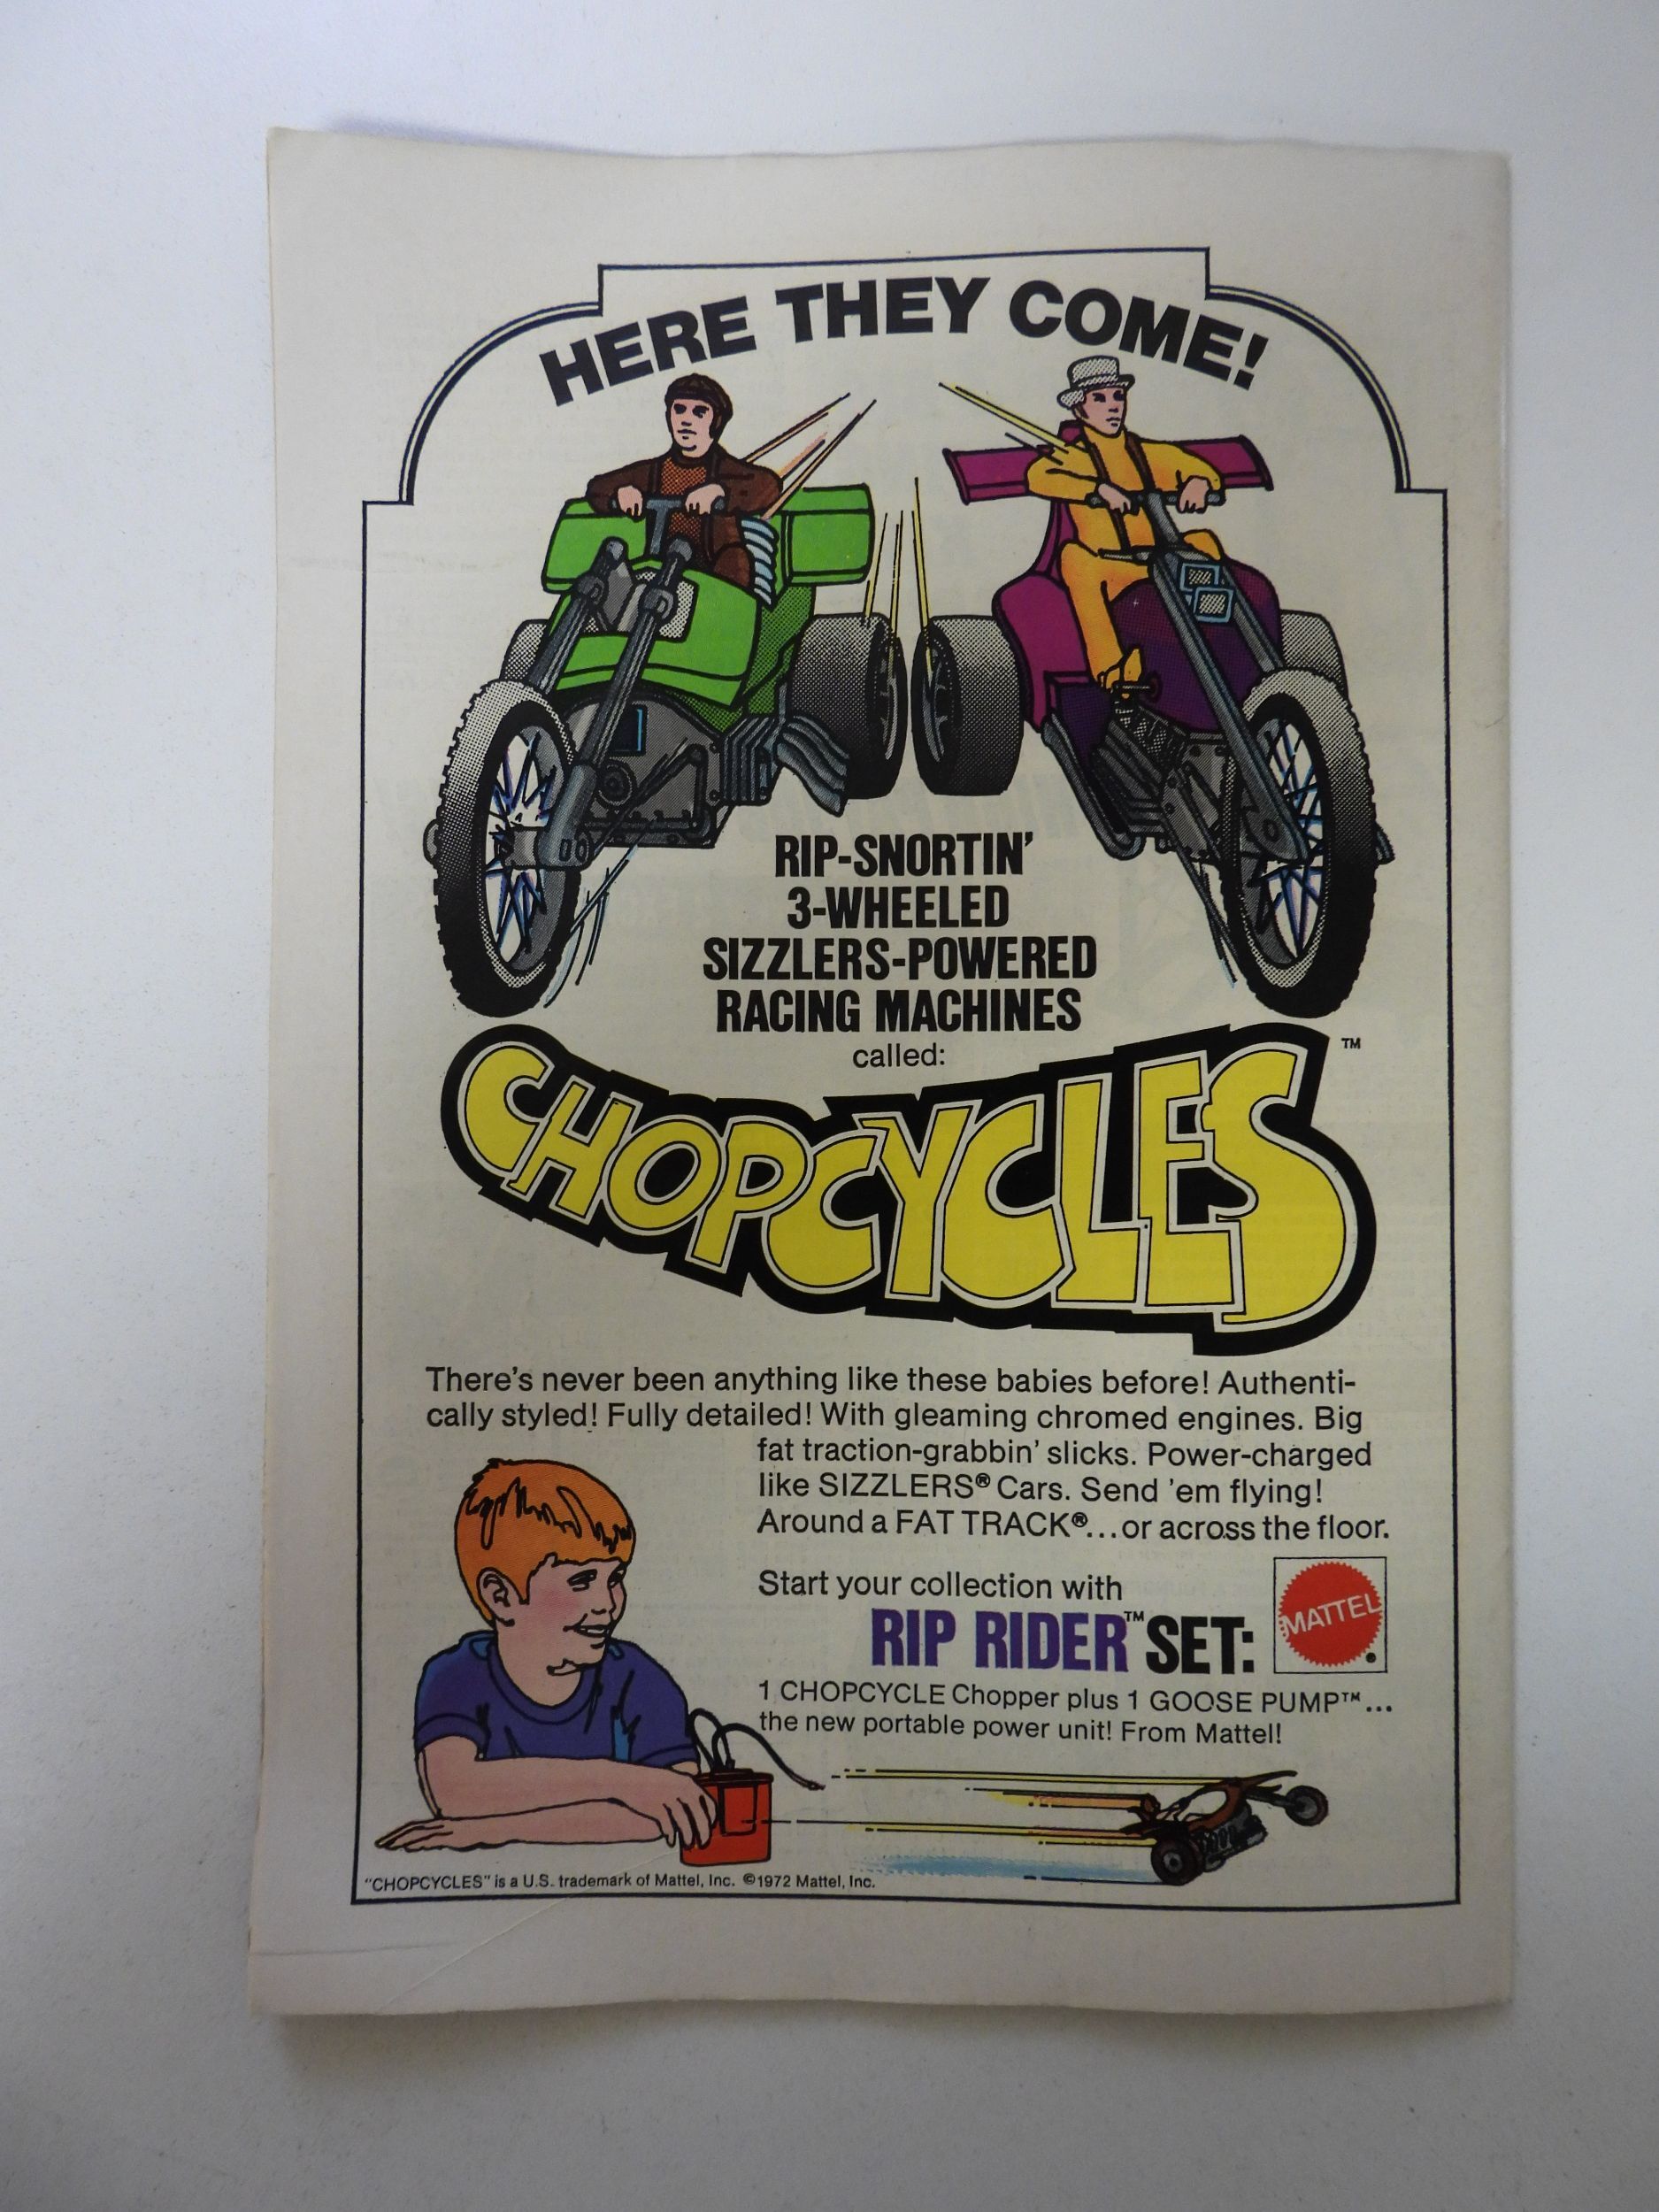 HERE THEY COME!
RIP-SNORTIN'
3-WHEELED
SIZZLERS-POWERED
RACING MACHINES
called:
CHOPCYCLES™
There's never been anything like these babies before! Authenti-
cally styled! Fully detailed! With gleaming chromed engines. Big
fat traction-grabbin' slicks. Power-charged
like SIZZLERS® Cars. Send 'em flying!
Around a FAT TRACK®...or across the floor.
Start your collection with
RIP RIDER™ SET:
MATTEL®
1 CHOPCYCLE Chopper plus 1 GOOSE PUMP™...
the new portable power unit! From Mattel!
"CHOPCYCLES" is a U.S. trademark of Mattel, Inc. ©1972 Mattel, Inc.